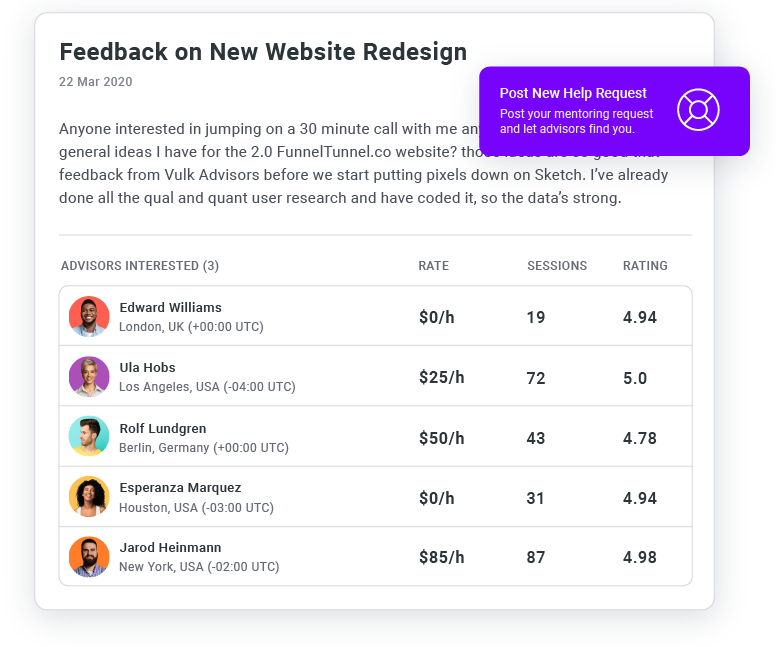 Feedback on New Website Redesign
22 Mar 2020
Post New Help Request
Post your mentoring request
and let advisors find you.
Anyone interested in jumping on a 30 minute call with me
general ideas I have for the 2.0 FunnelTunnel.co website?
feedback from Vulk Advisors before we start putting pixels down on Sketch. I’ve already
done all the qual and quant user research and have coded it, so the data’s strong.
ADVISORS INTERESTED (3) RATE SESSIONS RATING
Edward Williams
London, UK (+00:00 UTC)
$0/h 19 4.94
Ula Hobs
Los Angeles, USA (-04:00 UTC)
$25/h 72 5.0
Rolf Lundgren
Berlin, Germany (+00:00 UTC)
$50/h 43 4.78
Esperanza Marquez
Houston, USA (-03:00 UTC)
$0/h 31 4.94
Jarod Heinmann
New York, USA (-02:00 UTC)
$85/h 87 4.98